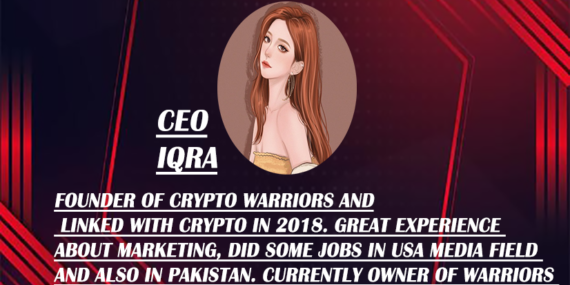 CEO
IQRA
FOUNDER OF CRYPTO WARRIORS AND
LINKED WITH CRYPTO IN 2018. GREAT EXPERIENCE
ABOUT MARKETING, DID SOME JOBS IN USA MEDIA FIELD
AND ALSO IN PAKISTAN. CURRENTLY OWNER OF WARRIORS